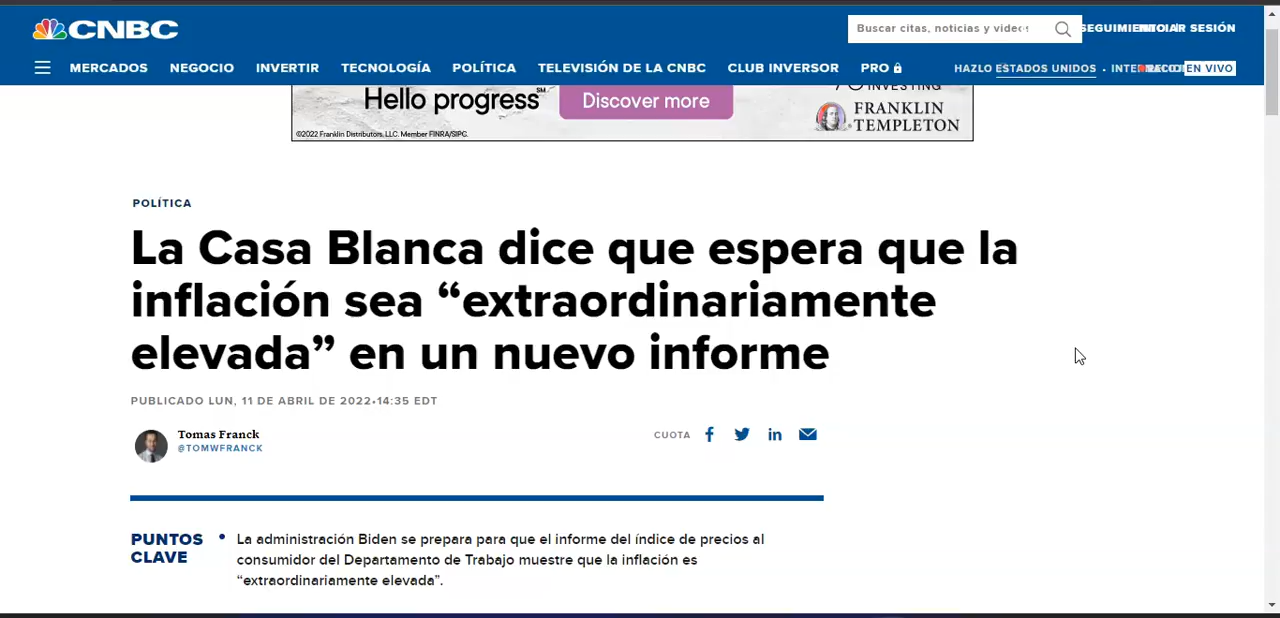 CNBC
Buscar citas, noticias y videos
SEGUIMIENTO
INICIAR SESIÓN
MERCADOS NEGOCIO INVERTIR TECNOLOGÍA POLÍTICA TELEVISIÓN DE LA CNBC CLUB INVERSOR PRO
HAZLO ESTADOS UNIDOS • EN VIVO
Hello progress℠ Discover more
INVESTING
FRANKLIN
TEMPLETON
©2022 Franklin Distributors, LLC. Member FINRA/SIPC.
POLÍTICA
La Casa Blanca dice que espera que la
inflación sea “extraordinariamente
elevada” en un nuevo informe
PUBLICADO LUN, 11 DE ABRIL DE 2022•14:35 EDT
Tomas Franck
@TOMWFRANCK
CUOTA
PUNTOS
CLAVE
• La administración Biden se prepara para que el informe del índice de precios al
consumidor del Departamento de Trabajo muestre que la inflación es
“extraordinariamente elevada”.